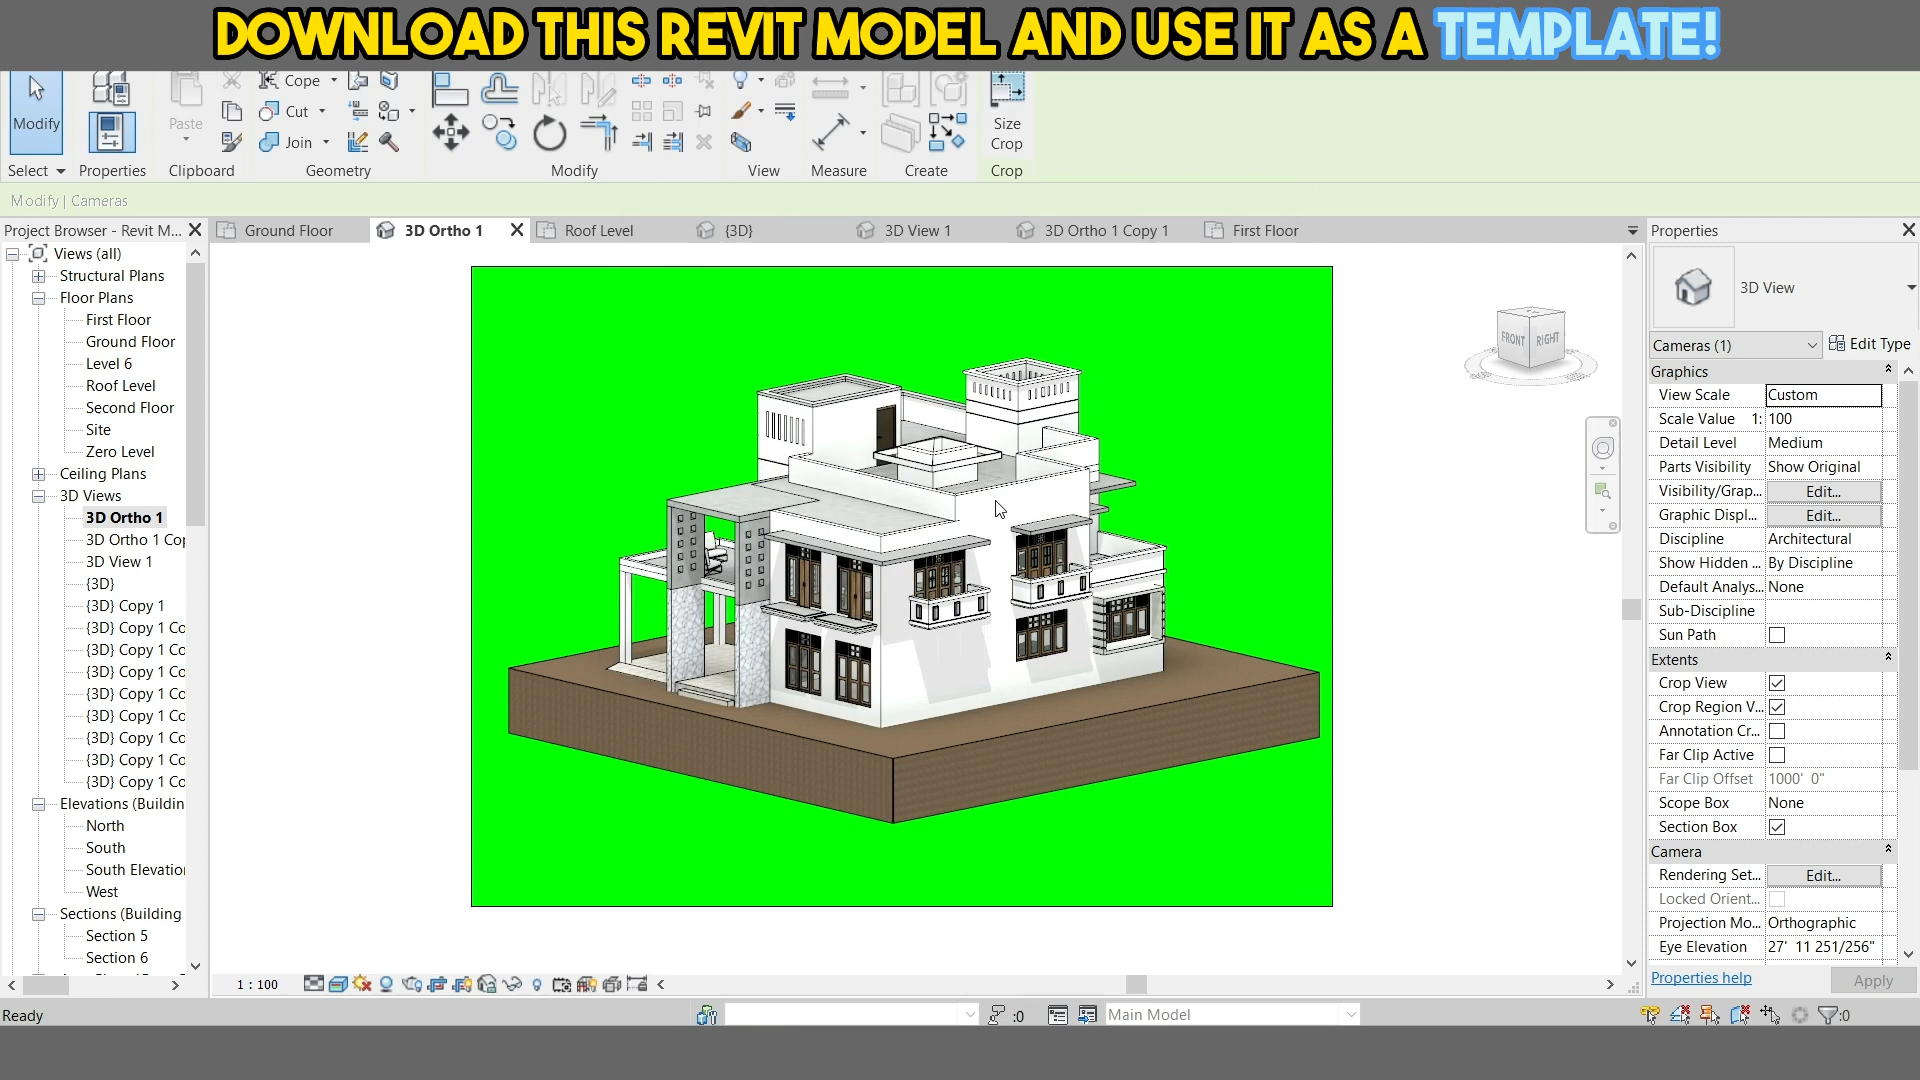 DOWNLOAD THIS REVIT MODEL AND USE IT AS A TEMPLATE!
Modify
Paste
Cope
Cut
Join
Size
Crop
Select
Properties
Clipboard
Geometry
Modify
View
Measure
Create
Crop
Modify | Cameras
Project Browser - Revit M...
Ground Floor
3D Ortho 1
Roof Level
{3D}
3D View 1
3D Ortho 1 Copy 1
First Floor
Views (all)
Structural Plans
Floor Plans
First Floor
Ground Floor
Level 6
Roof Level
Second Floor
Site
Zero Level
Ceiling Plans
3D Views
3D Ortho 1
3D Ortho 1 Cop
3D View 1
{3D}
{3D} Copy 1
{3D} Copy 1 Co
{3D} Copy 1 Co
{3D} Copy 1 Co
{3D} Copy 1 Co
{3D} Copy 1 Co
{3D} Copy 1 Co
{3D} Copy 1 Co
{3D} Copy 1 Co
Elevations (Buildin
North
South
South Elevation
West
Sections (Building
Section 5
Section 6
FRONT
RIGHT
1 : 100
Properties
3D View
Cameras (1)
Edit Type
Graphics
View Scale Custom
Scale Value 1: 100
Detail Level Medium
Parts Visibility Show Original
Visibility/Grap... Edit...
Graphic Displ... Edit...
Discipline Architectural
Show Hidden ... By Discipline
Default Analys... None
Sub-Discipline
Sun Path
Extents
Crop View
Crop Region V...
Annotation Cr...
Far Clip Active
Far Clip Offset 1000' 0"
Scope Box None
Section Box
Camera
Rendering Set... Edit...
Locked Orient...
Projection Mo... Orthographic
Eye Elevation 27' 11 251/256"
Properties help
Apply
Ready
:0
Main Model
:0